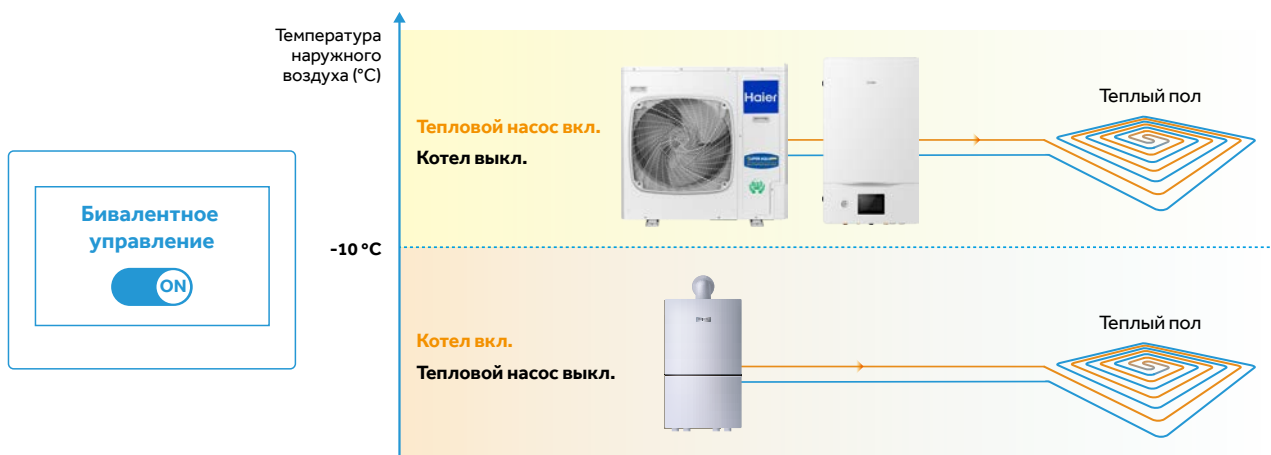 Температура
наружного
воздуха (°C)
Тепловой насос вкл.
Котел выкл.
Haier
Теплый пол
Бивалентное
управление
ON
-10 °C
Котел вкл.
Тепловой насос выкл.
Теплый пол